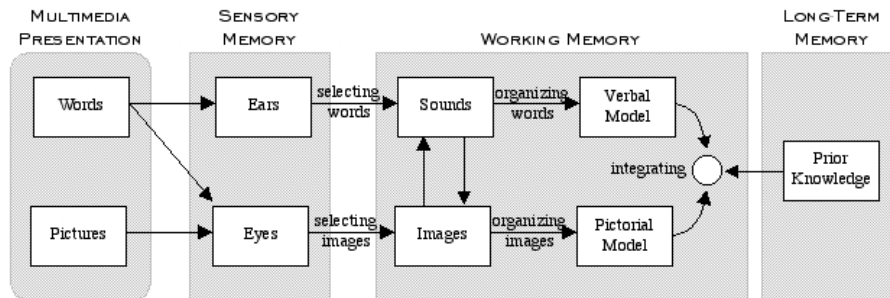 MULTIMEDIA
PRESENTATION
SENSORY
MEMORY
WORKING MEMORY
LONG-TERM
MEMORY
Words
Ears
selecting
words
Sounds
organizing
words
Verbal
Model
integrating
Prior
Knowledge
Pictures
Eyes
selecting
images
Images
organizing
images
Pictorial
Model